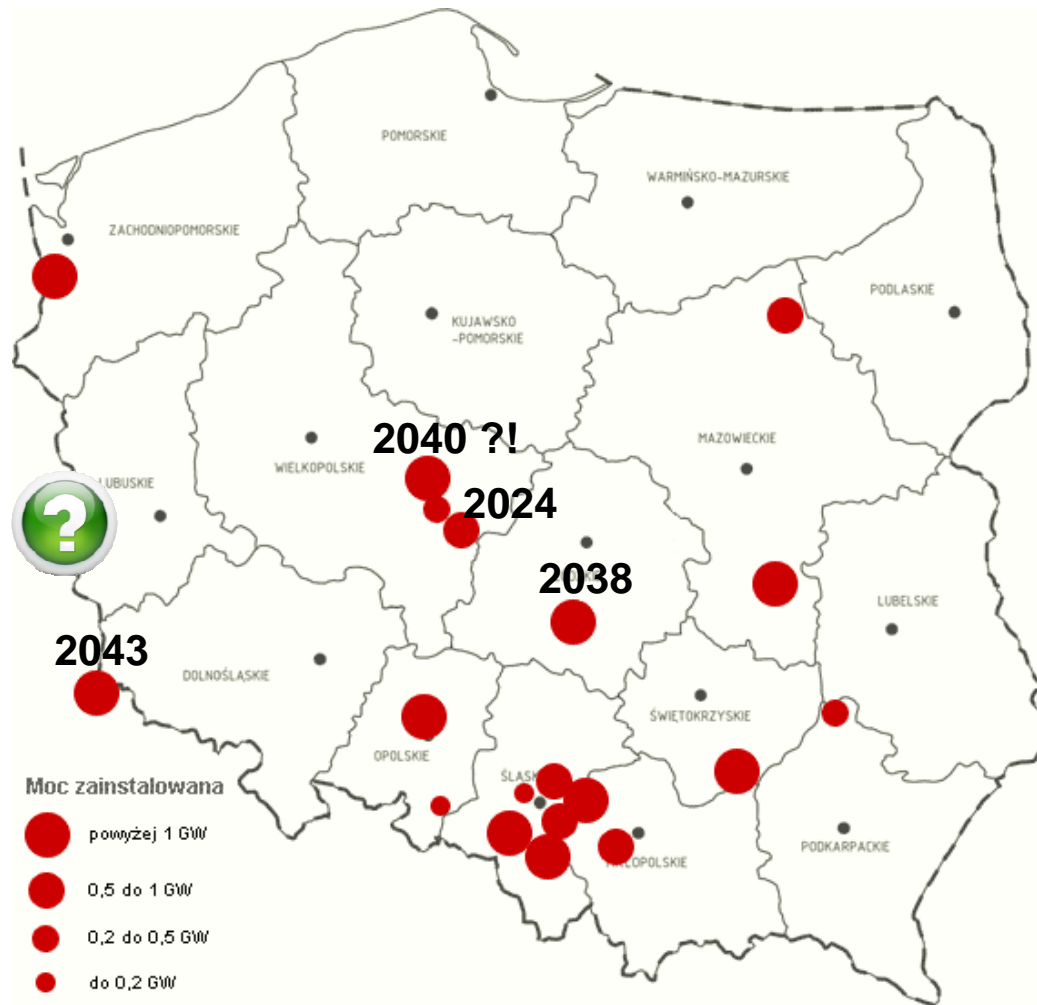 POMORSKIE
WARMIŃSKO-MAZURSKIE
ZACHODNIOPOMORSKIE
PODLASKIE
KUJAWSKO
-POMORSKIE
2040 ?!
MAZOWIECKIE
WIELKOPOLSKIE
LUBUSKIE
2024
?
2038
LUBELSKIE
2043
DOLNOŚLĄSKIE
ŚWIĘTOKRZYSKIE
OPOLSKIE
ŚLĄSK
Moc zainstalowana
powyżej 1 GW
MAŁOPOLSKIE
PODKARPACKIE
0,5 do 1 GW
0,2 do 0,5 GW
do 0,2 GW